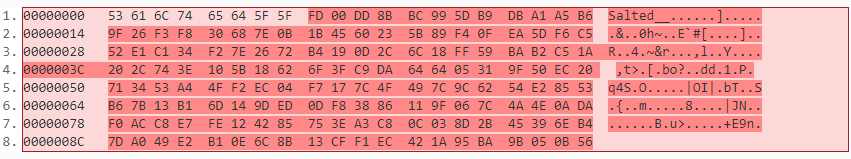 1. 00000000 53 61 6C 74 65 64 5F 5F FD 00 DD 8B BC 99 5D B9 DB A1 A5 B6 Salted__......].....
2. 00000014 9F 26 F3 F8 30 68 7E 0B 1B 45 60 23 5B 89 F4 0F EA 5D F6 C5 .&..0h~..E`#[....]..
3. 00000028 52 E1 C1 34 F2 7E 26 72 B4 19 0D 2C 6C 18 FF 59 BA B2 C5 1A R..4.~&r...,l..Y....
4. 0000003C 20 2C 74 3E 10 5B 18 62 6F 3F C9 DA 64 64 05 31 9F 50 EC 20 ,t>.[.bo?..dd.1.P.
5. 00000050 71 34 53 A4 4F F2 EC 04 F7 17 7C 4F 49 7C 9C 62 54 E2 85 53 q4S.O.....|OI|.bT..S
6. 00000064 B6 7B 13 B1 6D 14 9D ED 0D F8 38 86 11 9F 06 7C 4A 4E 0A DA .{..m.....8....|JN..
7. 00000078 F0 AC C8 E7 FE 12 42 85 75 3E A3 C8 0C 03 8D 2B 45 39 6E B4 ......B.u>.....+E9n.
8. 0000008C 7D A0 49 E2 B1 0E 6C 8B 13 CF F1 EC 42 1A 95 BA 9B 05 0B 56